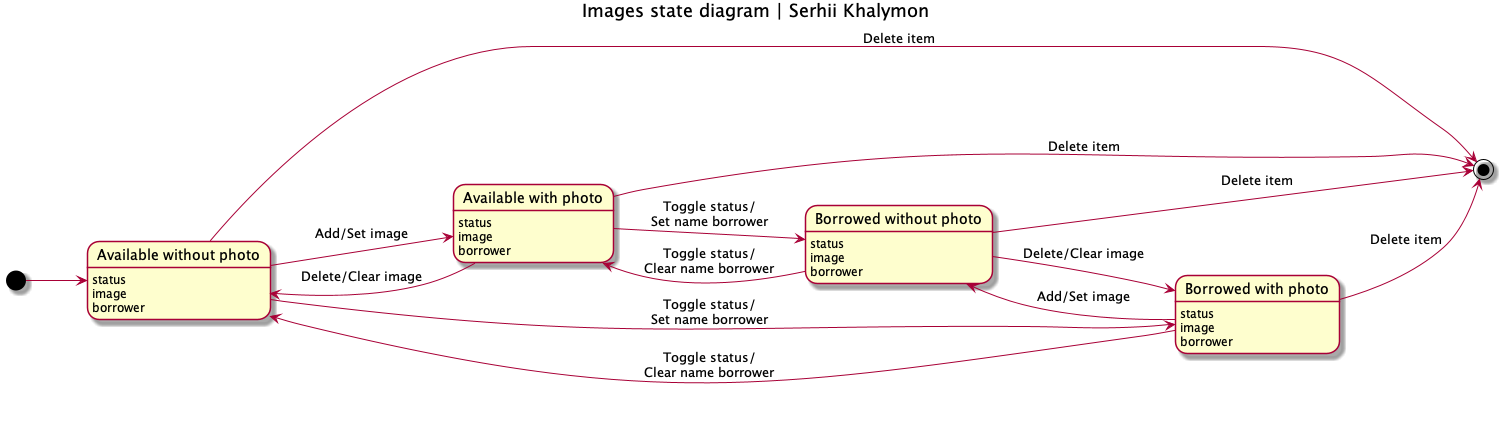 Images state diagram | Serhii Khalymon
Delete item
Delete item
Delete item
Available with photo
status
image
borrower
Toggle status/
Set name borrower
Borrowed without photo
status
image
borrower
Add/Set image
Available without photo
status
image
borrower
Delete/Clear image
Toggle status/
Clear name borrower
Delete/Clear image
Delete item
Borrowed with photo
status
image
borrower
Add/Set image
Toggle status/
Set name borrower
Toggle status/
Clear name borrower